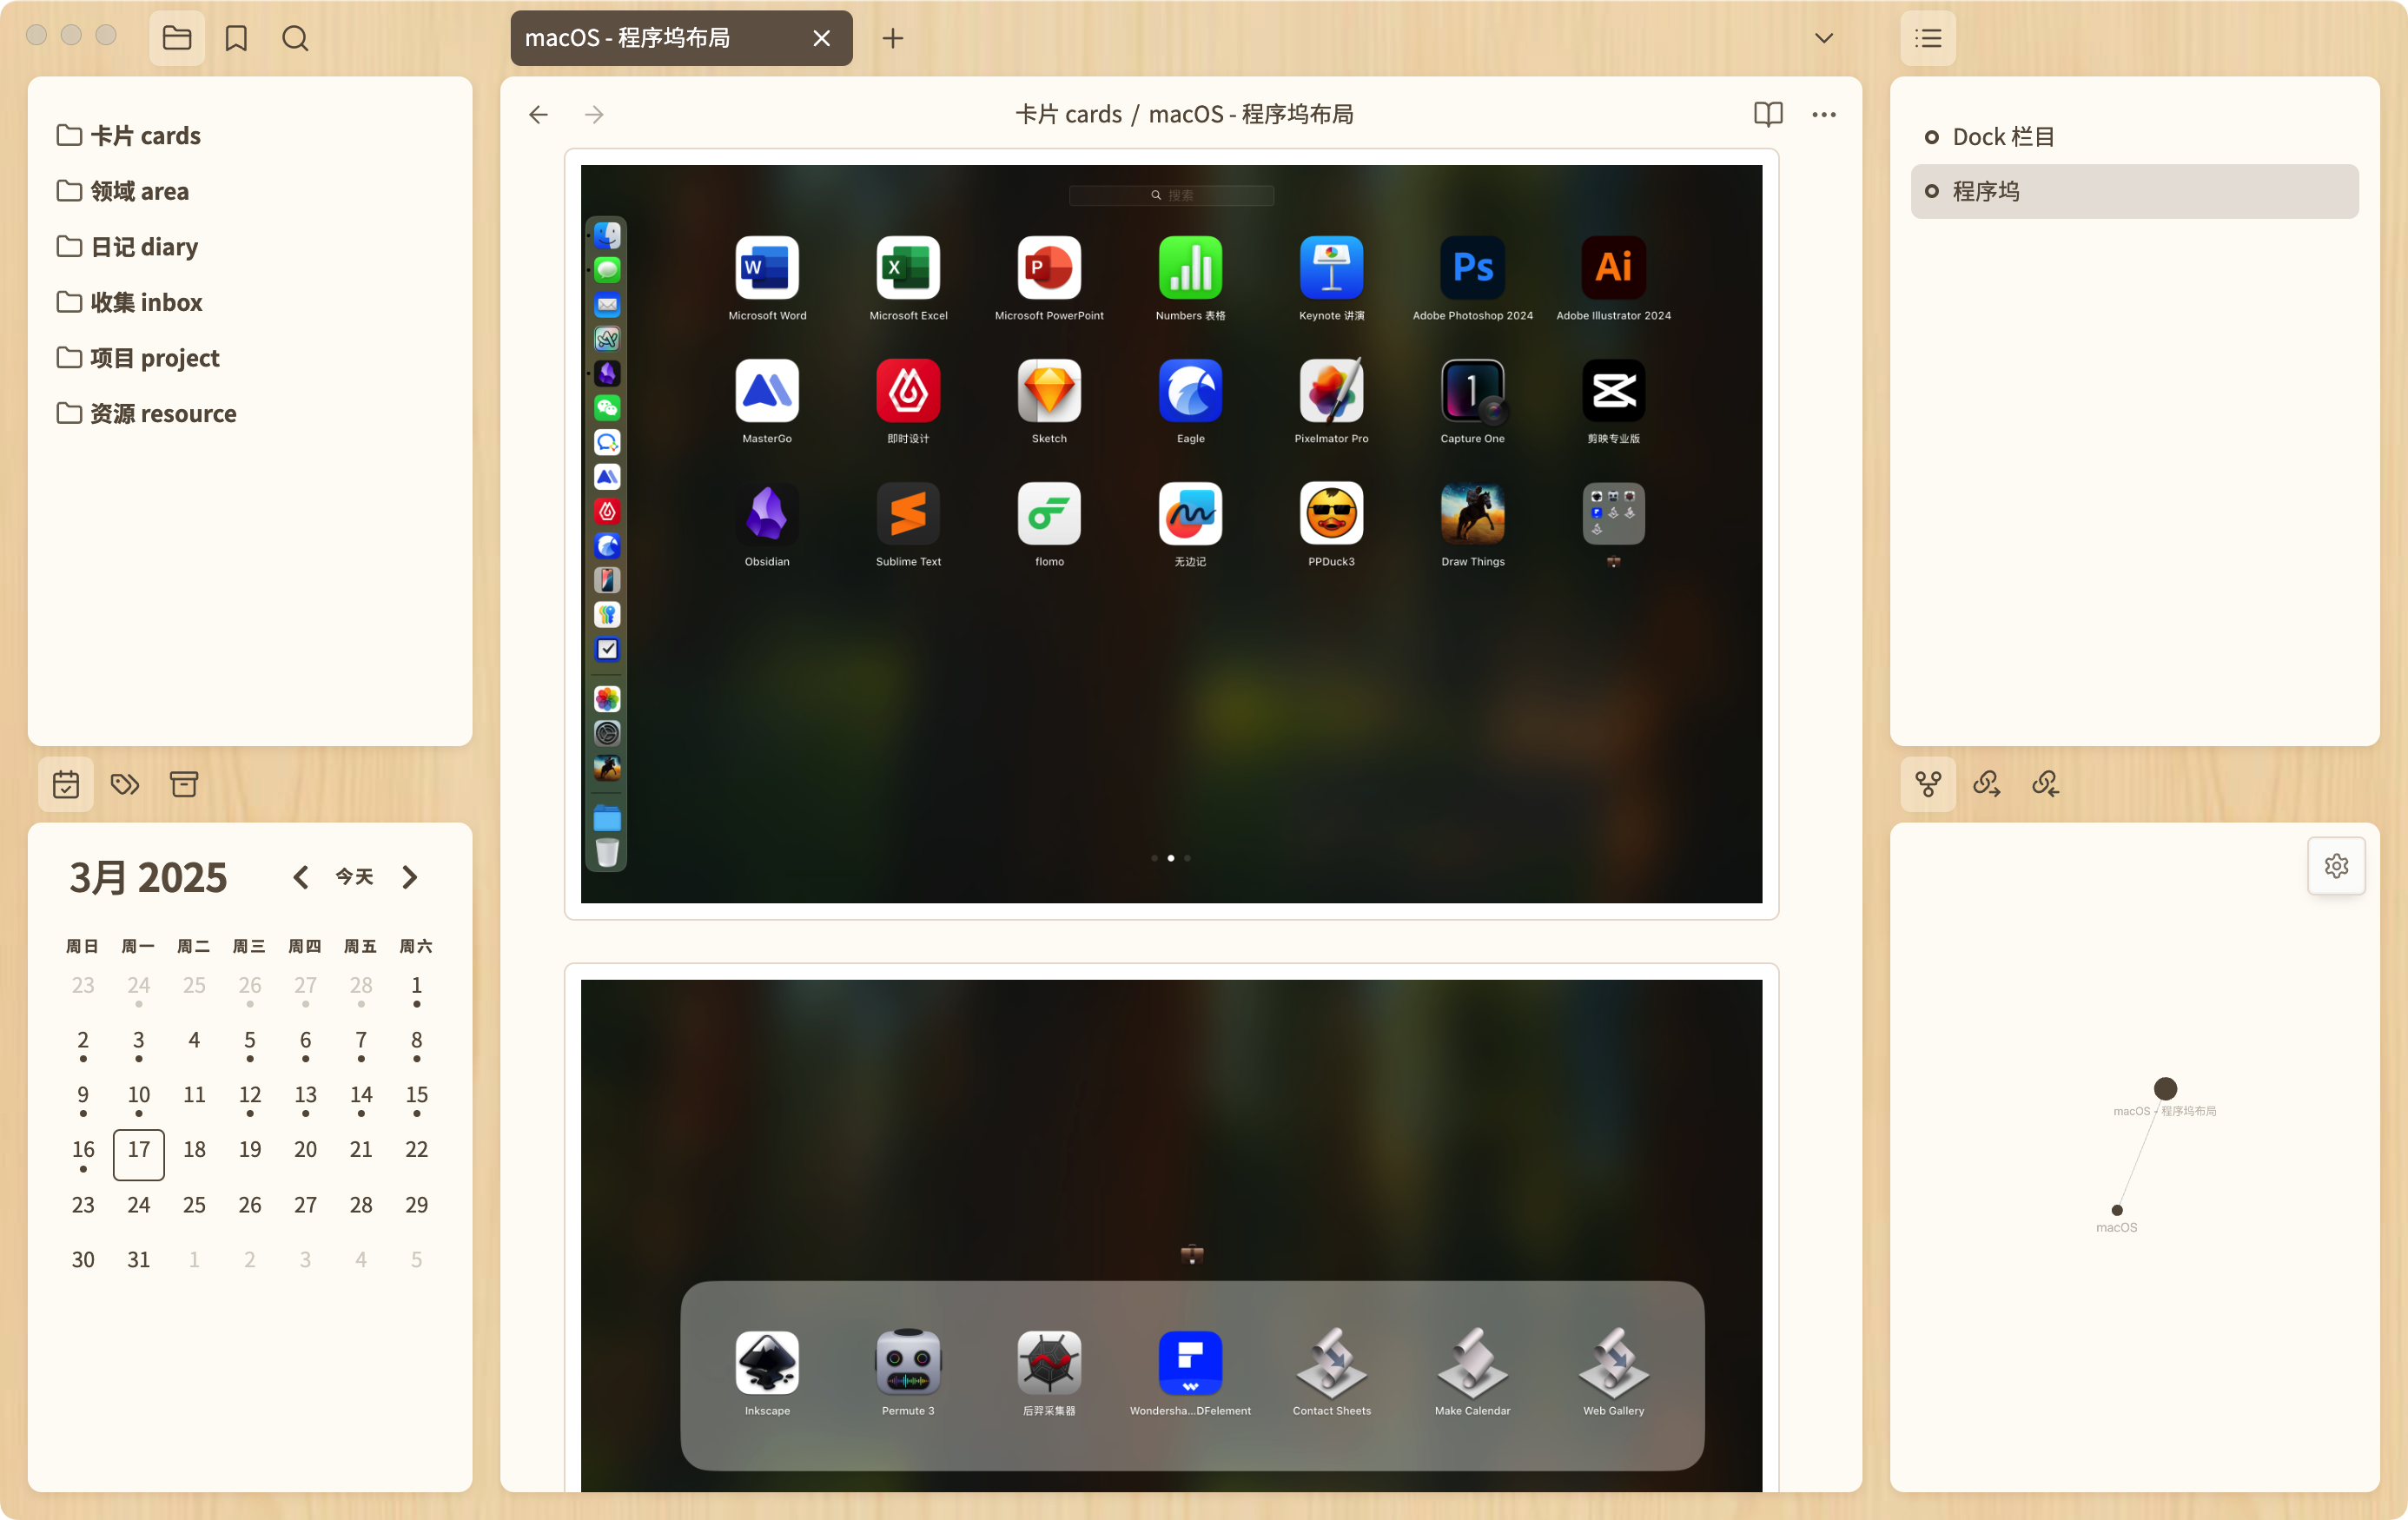 macOS - 程序坞布局
卡片 cards
领域 area
日记 diary
收集 inbox
项目 project
资源 resource
3月 2025
今天
周日 周一 周二 周三 周四 周五 周六
23 24 25 26 27 28 1
2 3 4 5 6 7 8
9 10 11 12 13 14 15
16 17 18 19 20 21 22
23 24 25 26 27 28 29
30 31 1 2 3 4 5
卡片 cards / macOS - 程序坞布局
搜索
W X P Ps Ai
Microsoft Word Microsoft Excel Microsoft PowerPoint Numbers 表格 Keynote 讲演 Adobe Photoshop 2024 Adobe Illustrator 2024
1
MasterGo 即时设计 Sketch Eagle Pixelmator Pro Capture One 剪映专业版
Obsidian Sublime Text flomo 无边记 PPDuck3 Draw Things
Inkscape Permute 3 后羿采集器 Wondersha...DFelement Contact Sheets Make Calendar Web Gallery
Dock 栏目
程序坞
macOS - 程序坞布局
macOS